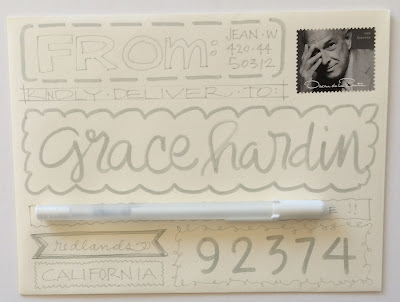 FROM:
JEAN·W
420·44
50312
KINDLY·DELIVER·TO:
grace hardin
!!
redlands
CALIFORNIA
92374